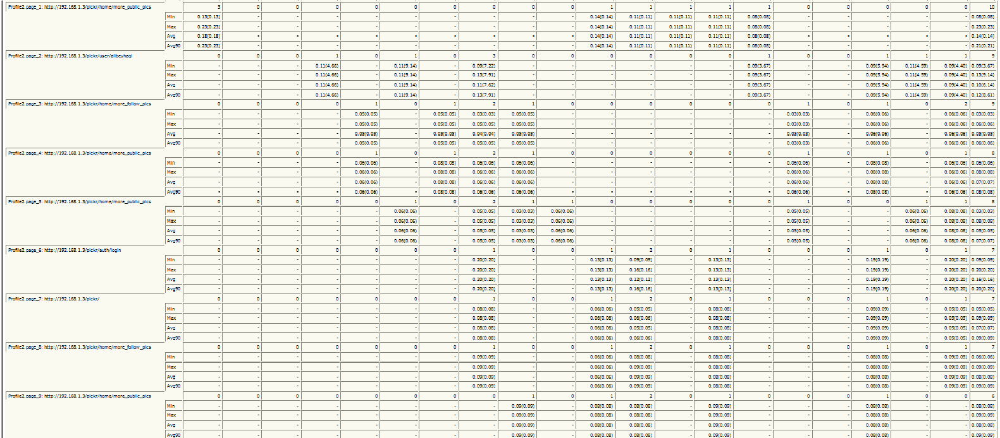 Profile2.page_1: http://192.168.1.3/pickr/home/more_public_pics 5 0 0 0 0 0 0 0 0 0 1 1 1 1 1 0 0 0 0 0 10
Min 0.13(0.13) - - - - - - - - - 0.14(0.14) 0.11(0.11) 0.11(0.11) 0.11(0.11) 0.08(0.08) - - - - - 0.08(0.08)
Max 0.23(0.23) - - - - - - - - - 0.14(0.14) 0.11(0.11) 0.11(0.11) 0.11(0.11) 0.08(0.08) - - - - - 0.23(0.23)
Avg 0.18(0.18) - - - - - - - - - 0.14(0.14) 0.11(0.11) 0.11(0.11) 0.11(0.11) 0.08(0.08) - - - - - 0.14(0.14)
Avg90 0.23(0.23) - - - - - - - - - 0.14(0.14) 0.11(0.11) 0.11(0.11) 0.11(0.11) 0.08(0.08) - - - - - 0.21(0.21)
Profile2.page_2: http://192.168.1.3/pickr/user/alibeyhaqi 0 0 0 1 0 1 0 3 0 0 0 0 0 0 1 0 0 1 1 1 9
Min - - - 0.11(4.66) - 0.11(9.14) - 0.09(7.22) - - - - - - 0.09(3.67) - - 0.09(5.94) 0.11(4.59) 0.09(4.40) 0.09(3.67)
Max - - - 0.11(4.66) - 0.11(9.14) - 0.13(7.91) - - - - - - 0.09(3.67) - - 0.09(5.94) 0.11(4.59) 0.09(4.40) 0.13(9.14)
Avg - - - 0.11(4.66) - 0.11(9.14) - 0.11(7.62) - - - - - - 0.09(3.67) - - 0.09(5.94) 0.11(4.59) 0.09(4.40) 0.10(6.14)
Avg90 - - - 0.11(4.66) - 0.11(9.14) - 0.13(7.91) - - - - - - 0.09(3.67) - - 0.09(5.94) 0.11(4.59) 0.09(4.40) 0.12(8.61)
Profile2.page_3: http://192.168.1.3/pickr/home/more_follow_pics 0 0 0 0 1 0 1 2 1 0 0 0 0 0 0 1 0 1 0 2 9
Min - - - - 0.05(0.05) - 0.05(0.05) 0.03(0.03) 0.05(0.05) - - - - - - 0.03(0.03) - 0.06(0.06) - 0.06(0.06) 0.03(0.03)
Max - - - - 0.05(0.05) - 0.05(0.05) 0.05(0.05) 0.05(0.05) - - - - - - 0.03(0.03) - 0.06(0.06) - 0.06(0.06) 0.06(0.06)
Avg - - - - 0.05(0.05) - 0.05(0.05) 0.04(0.04) 0.05(0.05) - - - - - - 0.03(0.03) - 0.06(0.06) - 0.06(0.06) 0.05(0.05)
Avg90 - - - - 0.05(0.05) - 0.05(0.05) 0.05(0.05) 0.05(0.05) - - - - - - 0.03(0.03) - 0.06(0.06) - 0.06(0.06) 0.06(0.06)
Profile2.page_4: http://192.168.1.3/pickr/home/more_public_pics 0 0 0 0 1 0 1 2 1 0 0 0 0 0 0 1 0 1 0 1 8
Min - - - - 0.06(0.06) - 0.08(0.08) 0.06(0.06) 0.06(0.06) - - - - - - 0.06(0.06) - 0.08(0.08) - 0.06(0.06) 0.06(0.06)
Max - - - - 0.06(0.06) - 0.08(0.08) 0.06(0.06) 0.06(0.06) - - - - - - 0.06(0.06) - 0.08(0.08) - 0.06(0.06) 0.08(0.08)
Avg - - - - 0.06(0.06) - 0.08(0.08) 0.06(0.06) 0.06(0.06) - - - - - - 0.06(0.06) - 0.08(0.08) - 0.06(0.06) 0.07(0.07)
Avg90 - - - - 0.06(0.06) - 0.08(0.08) 0.06(0.06) 0.06(0.06) - - - - - - 0.06(0.06) - 0.08(0.08) - 0.06(0.06) 0.08(0.08)
Profile2.page_5: http://192.168.1.3/pickr/home/more_public_pics 0 0 0 0 0 1 0 2 1 1 0 0 0 0 0 1 0 0 1 1 8
Min - - - - - 0.06(0.06) - 0.05(0.05) 0.03(0.03) 0.06(0.06) - - - - - 0.05(0.05) - - 0.06(0.06) 0.08(0.08) 0.03(0.03)
Max - - - - - 0.06(0.06) - 0.05(0.05) 0.03(0.03) 0.06(0.06) - - - - - 0.05(0.05) - - 0.06(0.06) 0.08(0.08) 0.08(0.08)
Avg - - - - - 0.06(0.06) - 0.05(0.05) 0.03(0.03) 0.06(0.06) - - - - - 0.05(0.05) - - 0.06(0.06) 0.08(0.08) 0.05(0.05)
Avg90 - - - - - 0.06(0.06) - 0.05(0.05) 0.03(0.03) 0.06(0.06) - - - - - 0.05(0.05) - - 0.06(0.06) 0.08(0.08) 0.07(0.07)
Profile2.page_6: http://192.168.1.3/pickr/auth/login 0 0 0 0 0 0 0 1 0 0 1 2 0 1 0 0 0 1 0 1 7
Min - - - - - - - 0.20(0.20) - - 0.13(0.13) 0.09(0.09) - 0.13(0.13) - - - 0.19(0.19) - 0.20(0.20) 0.09(0.09)
Max - - - - - - - 0.20(0.20) - - 0.13(0.13) 0.16(0.16) - 0.13(0.13) - - - 0.19(0.19) - 0.20(0.20) 0.20(0.20)
Avg - - - - - - - 0.20(0.20) - - 0.13(0.13) 0.12(0.12) - 0.13(0.13) - - - 0.19(0.19) - 0.20(0.20) 0.16(0.16)
Avg90 - - - - - - - 0.20(0.20) - - 0.13(0.13) 0.16(0.16) - 0.13(0.13) - - - 0.19(0.19) - 0.20(0.20) 0.20(0.20)
Profile2.page_7: http://192.168.1.3/pickr/ 0 0 0 0 0 0 0 1 0 0 1 2 0 1 0 0 0 1 0 1 7
Min - - - - - - - 0.08(0.08) - - 0.06(0.06) 0.05(0.05) - 0.08(0.08) - - - 0.09(0.09) - 0.05(0.05) 0.05(0.05)
Max - - - - - - - 0.08(0.08) - - 0.06(0.06) 0.06(0.06) - 0.08(0.08) - - - 0.09(0.09) - 0.05(0.05) 0.09(0.09)
Avg - - - - - - - 0.08(0.08) - - 0.06(0.06) 0.05(0.05) - 0.08(0.08) - - - 0.09(0.09) - 0.05(0.05) 0.07(0.07)
Avg90 - - - - - - - 0.08(0.08) - - 0.06(0.06) 0.06(0.06) - 0.08(0.08) - - - 0.09(0.09) - 0.05(0.05) 0.09(0.09)
Profile2.page_8: http://192.168.1.3/pickr/home/more_follow_pics 0 0 0 0 0 0 0 1 0 0 1 2 0 1 0 0 0 1 0 1 7
Min - - - - - - - 0.09(0.09) - - 0.06(0.06) 0.08(0.08) - 0.08(0.08) - - - 0.08(0.08) - 0.09(0.09) 0.06(0.06)
Max - - - - - - - 0.09(0.09) - - 0.06(0.06) 0.09(0.09) - 0.08(0.08) - - - 0.08(0.08) - 0.09(0.09) 0.09(0.09)
Avg - - - - - - - 0.09(0.09) - - 0.06(0.06) 0.09(0.09) - 0.08(0.08) - - - 0.08(0.08) - 0.09(0.09) 0.08(0.08)
Avg90 - - - - - - - 0.09(0.09) - - 0.06(0.06) 0.09(0.09) - 0.08(0.08) - - - 0.08(0.08) - 0.09(0.09) 0.09(0.09)
Profile2.page_9: http://192.168.1.3/pickr/home/more_public_pics 0 0 0 0 0 0 0 0 1 0 1 2 0 1 0 0 0 1 0 0 6
Min - - - - - - - - 0.09(0.09) - 0.08(0.08) 0.08(0.08) - 0.09(0.09) - - - 0.08(0.08) - - 0.08(0.08)
Max - - - - - - - - 0.09(0.09) - 0.08(0.08) 0.08(0.08) - 0.09(0.09) - - - 0.08(0.08) - - 0.09(0.09)
Avg - - - - - - - - 0.09(0.09) - 0.08(0.08) 0.08(0.08) - 0.09(0.09) - - - 0.08(0.08) - - 0.08(0.08)
Avg90 - - - - - - - - 0.09(0.09) - 0.08(0.08) 0.08(0.08) - 0.09(0.09) - - - 0.08(0.08) - - 0.09(0.09)